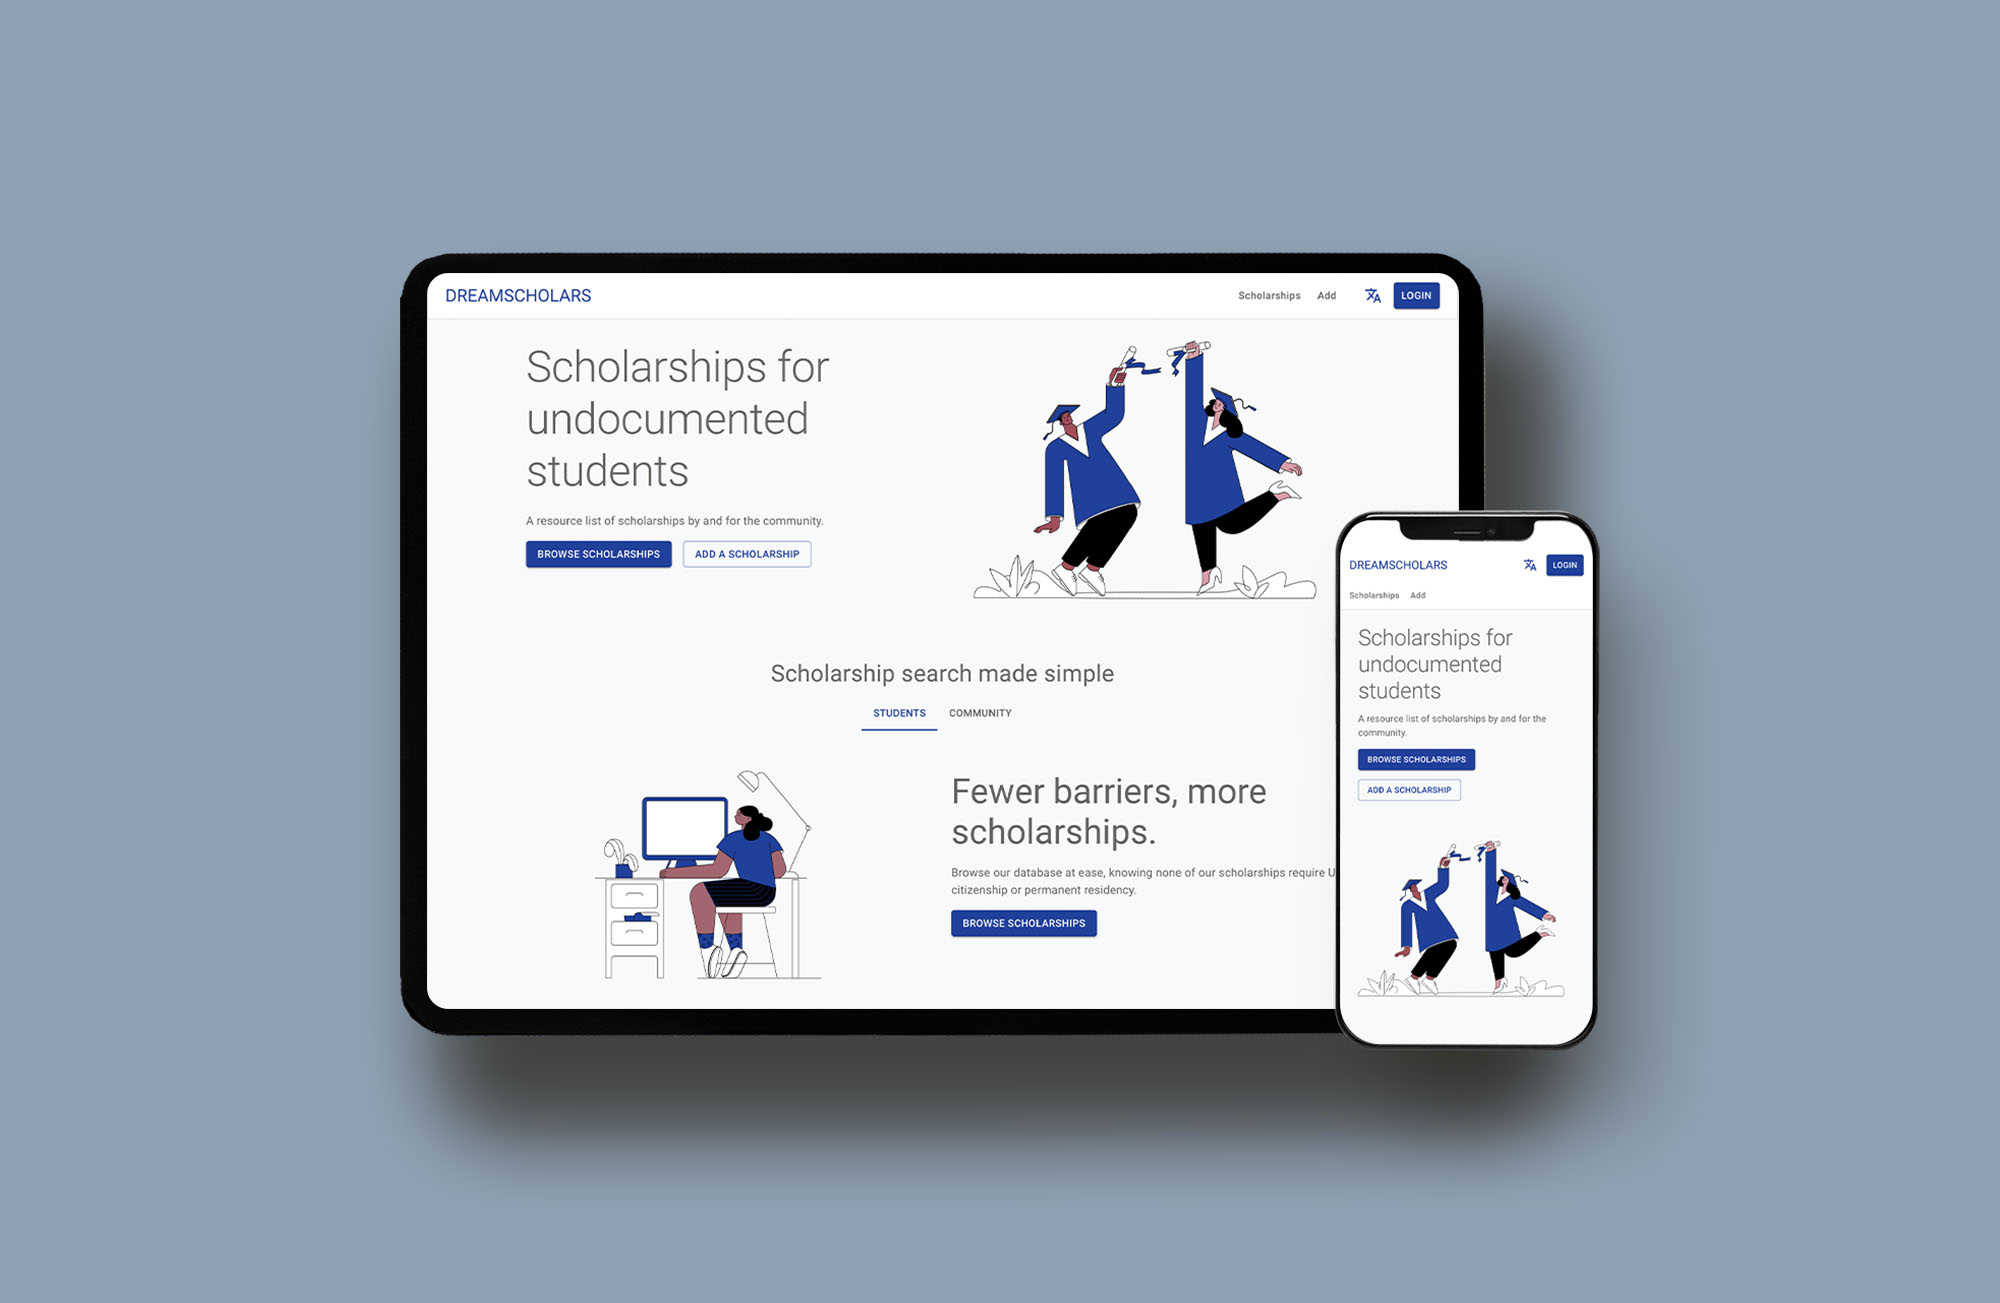 DREAMSCHOLARS
Scholarships Add LOGIN
Scholarships for
undocumented
students
A resource list of scholarships by and for the community.
BROWSE SCHOLARSHIPS ADD A SCHOLARSHIP
Scholarship search made simple
STUDENTS COMMUNITY
Fewer barriers, more
scholarships.
Browse our database at ease, knowing none of our scholarships require U
citizenship or permanent residency.
BROWSE SCHOLARSHIPS
DREAMSCHOLARS LOGIN
Scholarships Add
Scholarships for
undocumented
students
A resource list of scholarships by and for the
community.
BROWSE SCHOLARSHIPS
ADD A SCHOLARSHIP